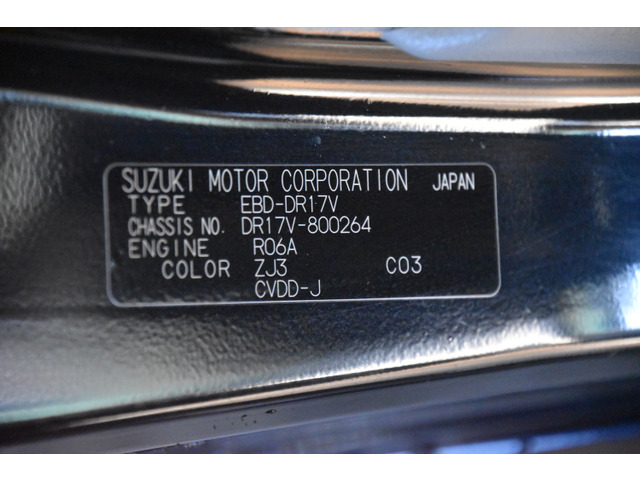 SUZUKI MOTOR CORPORATION JAPAN
TYPE EBD-DR17V
CHASSIS NO. DR17V-800264
ENGINE R06A
COLOR ZJ3 C03
CVDD-J